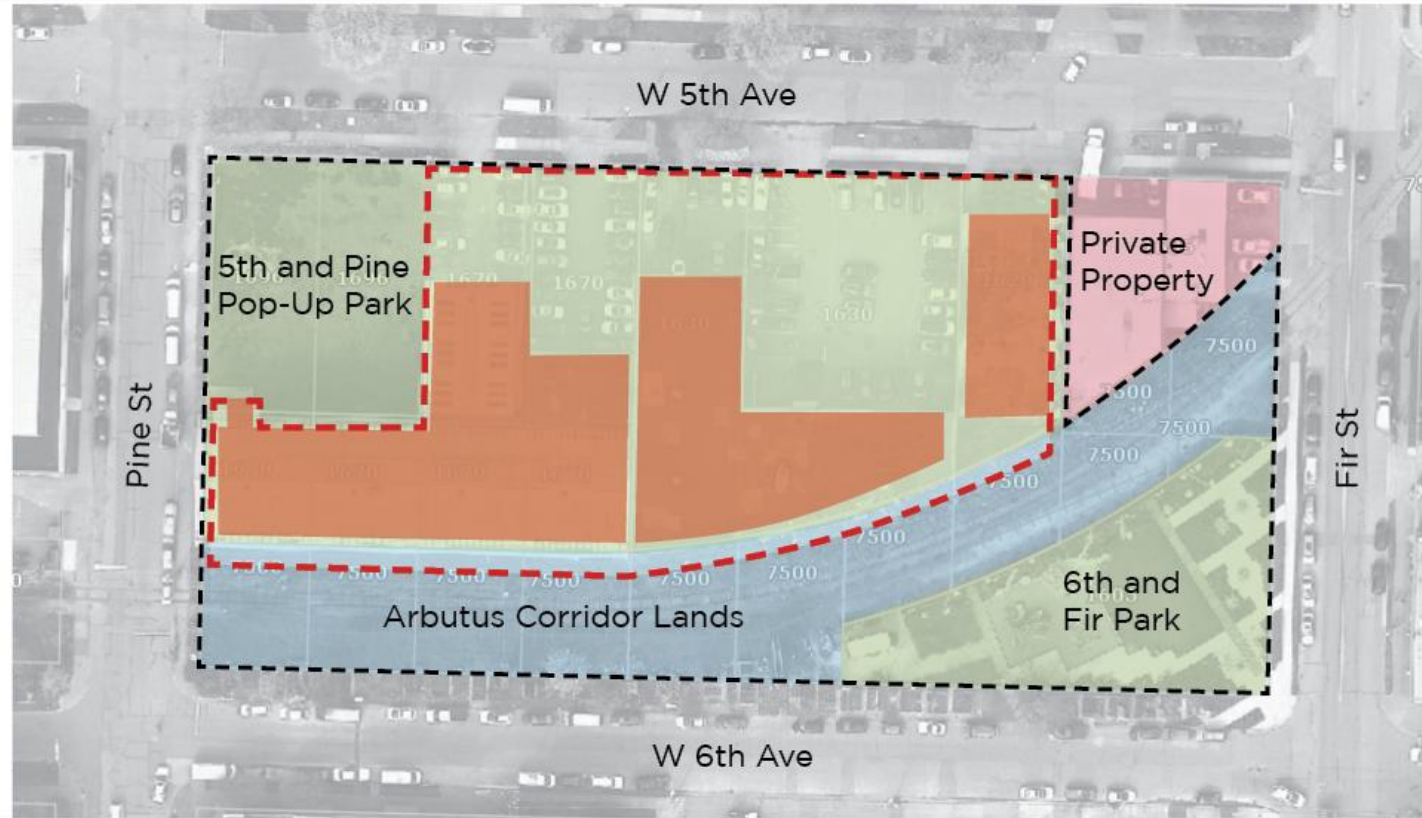 W 5th Ave
5th and Pine
Pop-Up Park
Private
Property
1670
1670
1630
7500
7500
7500
7500
7500
7500
7500
7500
7500
7500
Pine St
Fir St
Arbutus Corridor Lands
6th and
Fir Park
W 6th Ave